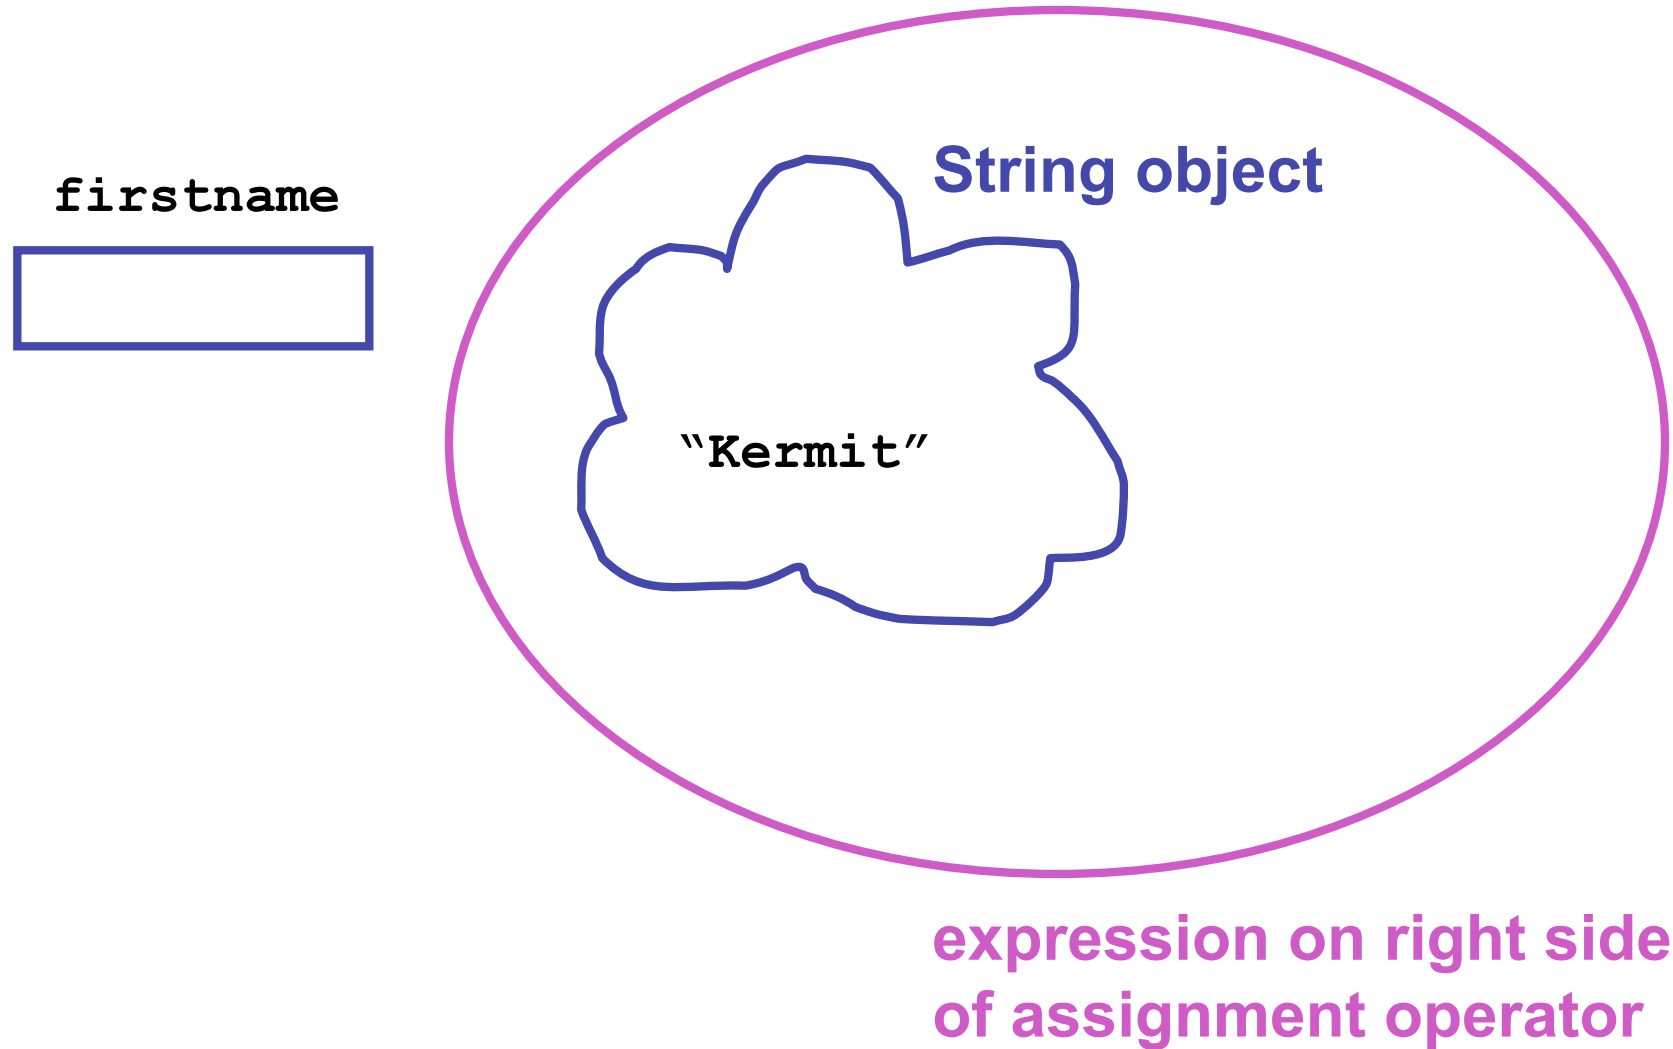 String object
firstname
“Kermit”
expression on right side
of assignment operator